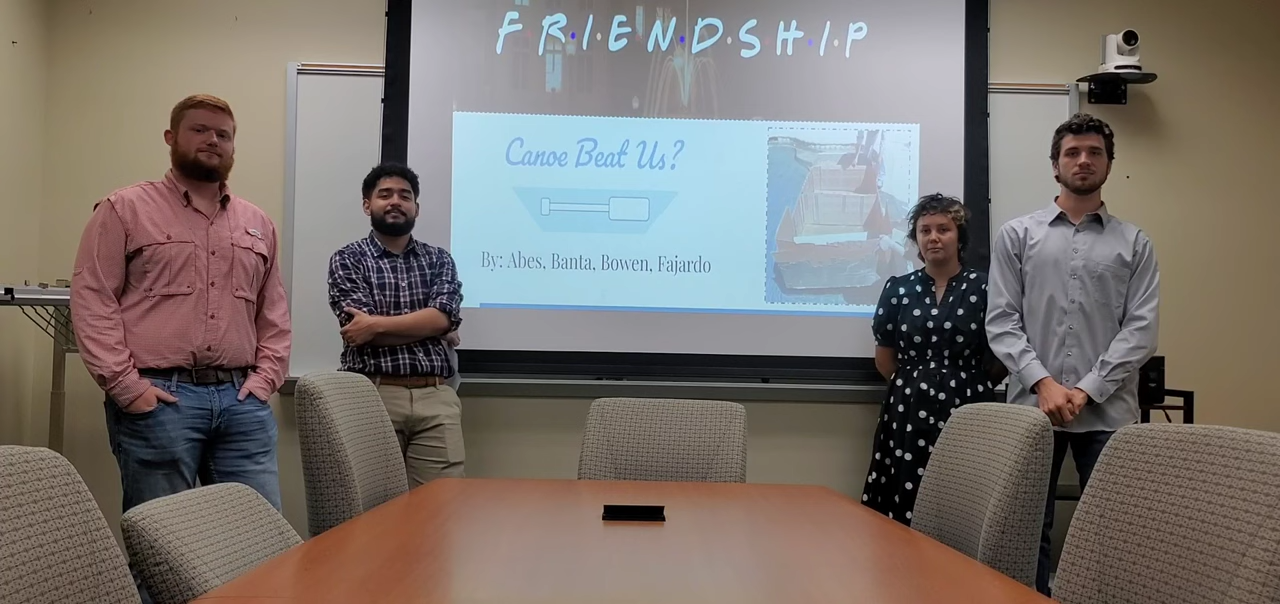 F·R·I·E·N·D·S·H·I·P
Canoe Beat Us?
By: Abes, Banta, Bowen, Fajardo